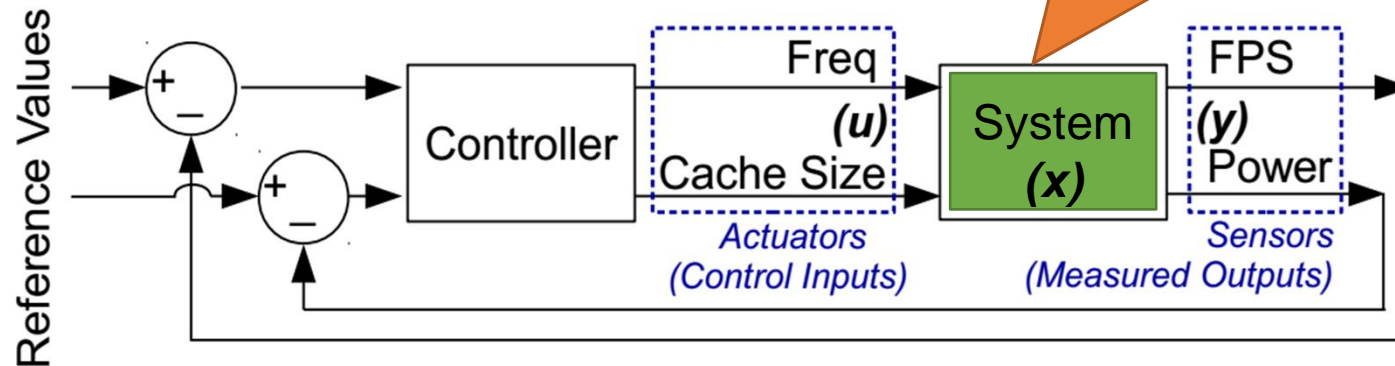 Reference Values
+
−
+
−
Controller
Freq
(u)
Cache Size
Actuators
(Control Inputs)
System
(x)
FPS
(y)
Power
Sensors
(Measured Outputs)